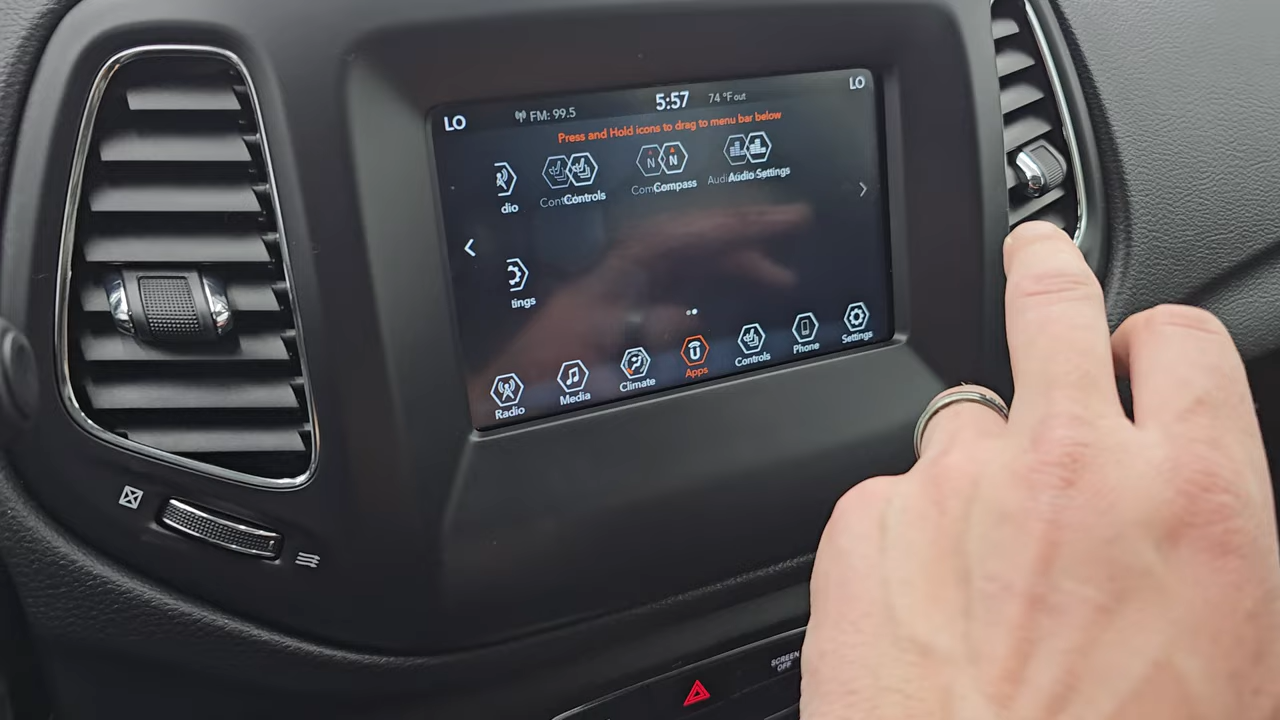 LO
FM: 99.5
5:57
74 °F out
LO
Press and Hold icons to drag to menu bar below
dio
Controls
Compass
Audio Settings
tings
Radio
Media
Climate
Apps
Controls
Phone
Settings
SCREEN
OFF